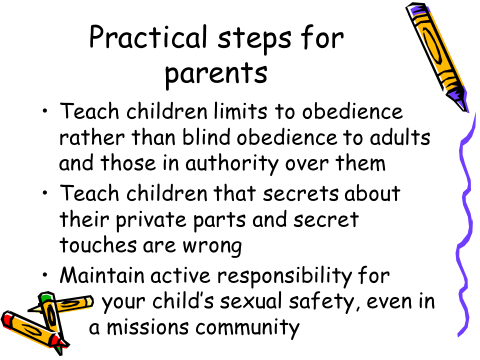 Practical steps for
parents
• Teach children limits to obedience
rather than blind obedience to adults
and those in authority over them
• Teach children that secrets about
their private parts and secret
touches are wrong
• Maintain active responsibility for
your child's sexual safety, even in
a missions community